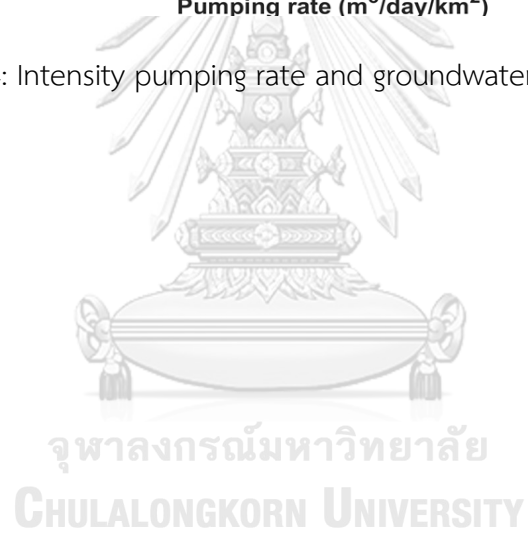 Pumping rate (m³/day/km²)
: Intensity pumping rate and groundwater
จุฬาลงกรณ์มหาวิทยาลัย
CHULALONGKORN UNIVERSITY